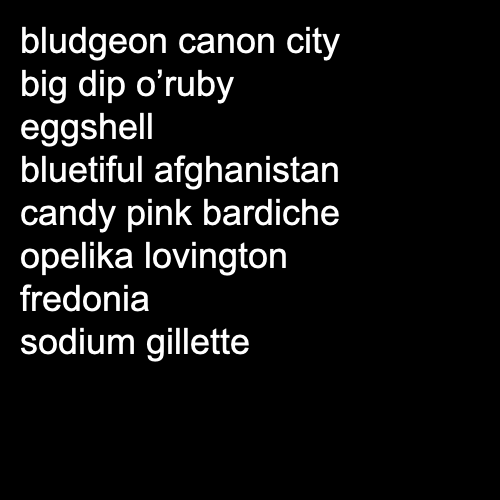 bludgeon canon city
big dip o’ruby
eggshell
bluetiful afghanistan
candy pink bardiche
opelika lovington
fredonia
sodium gillette